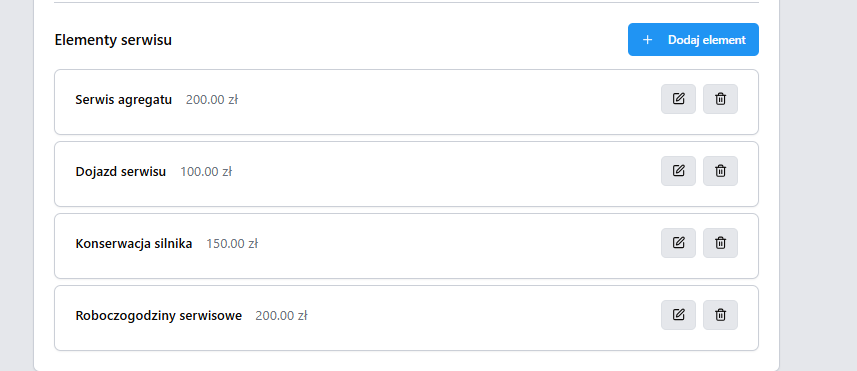 Elementy serwisu
+ Dodaj element
Serwis agregatu 200.00 zł
Dojazd serwisu 100.00 zł
Konserwacja silnika 150.00 zł
Roboczogodziny serwisowe 200.00 zł